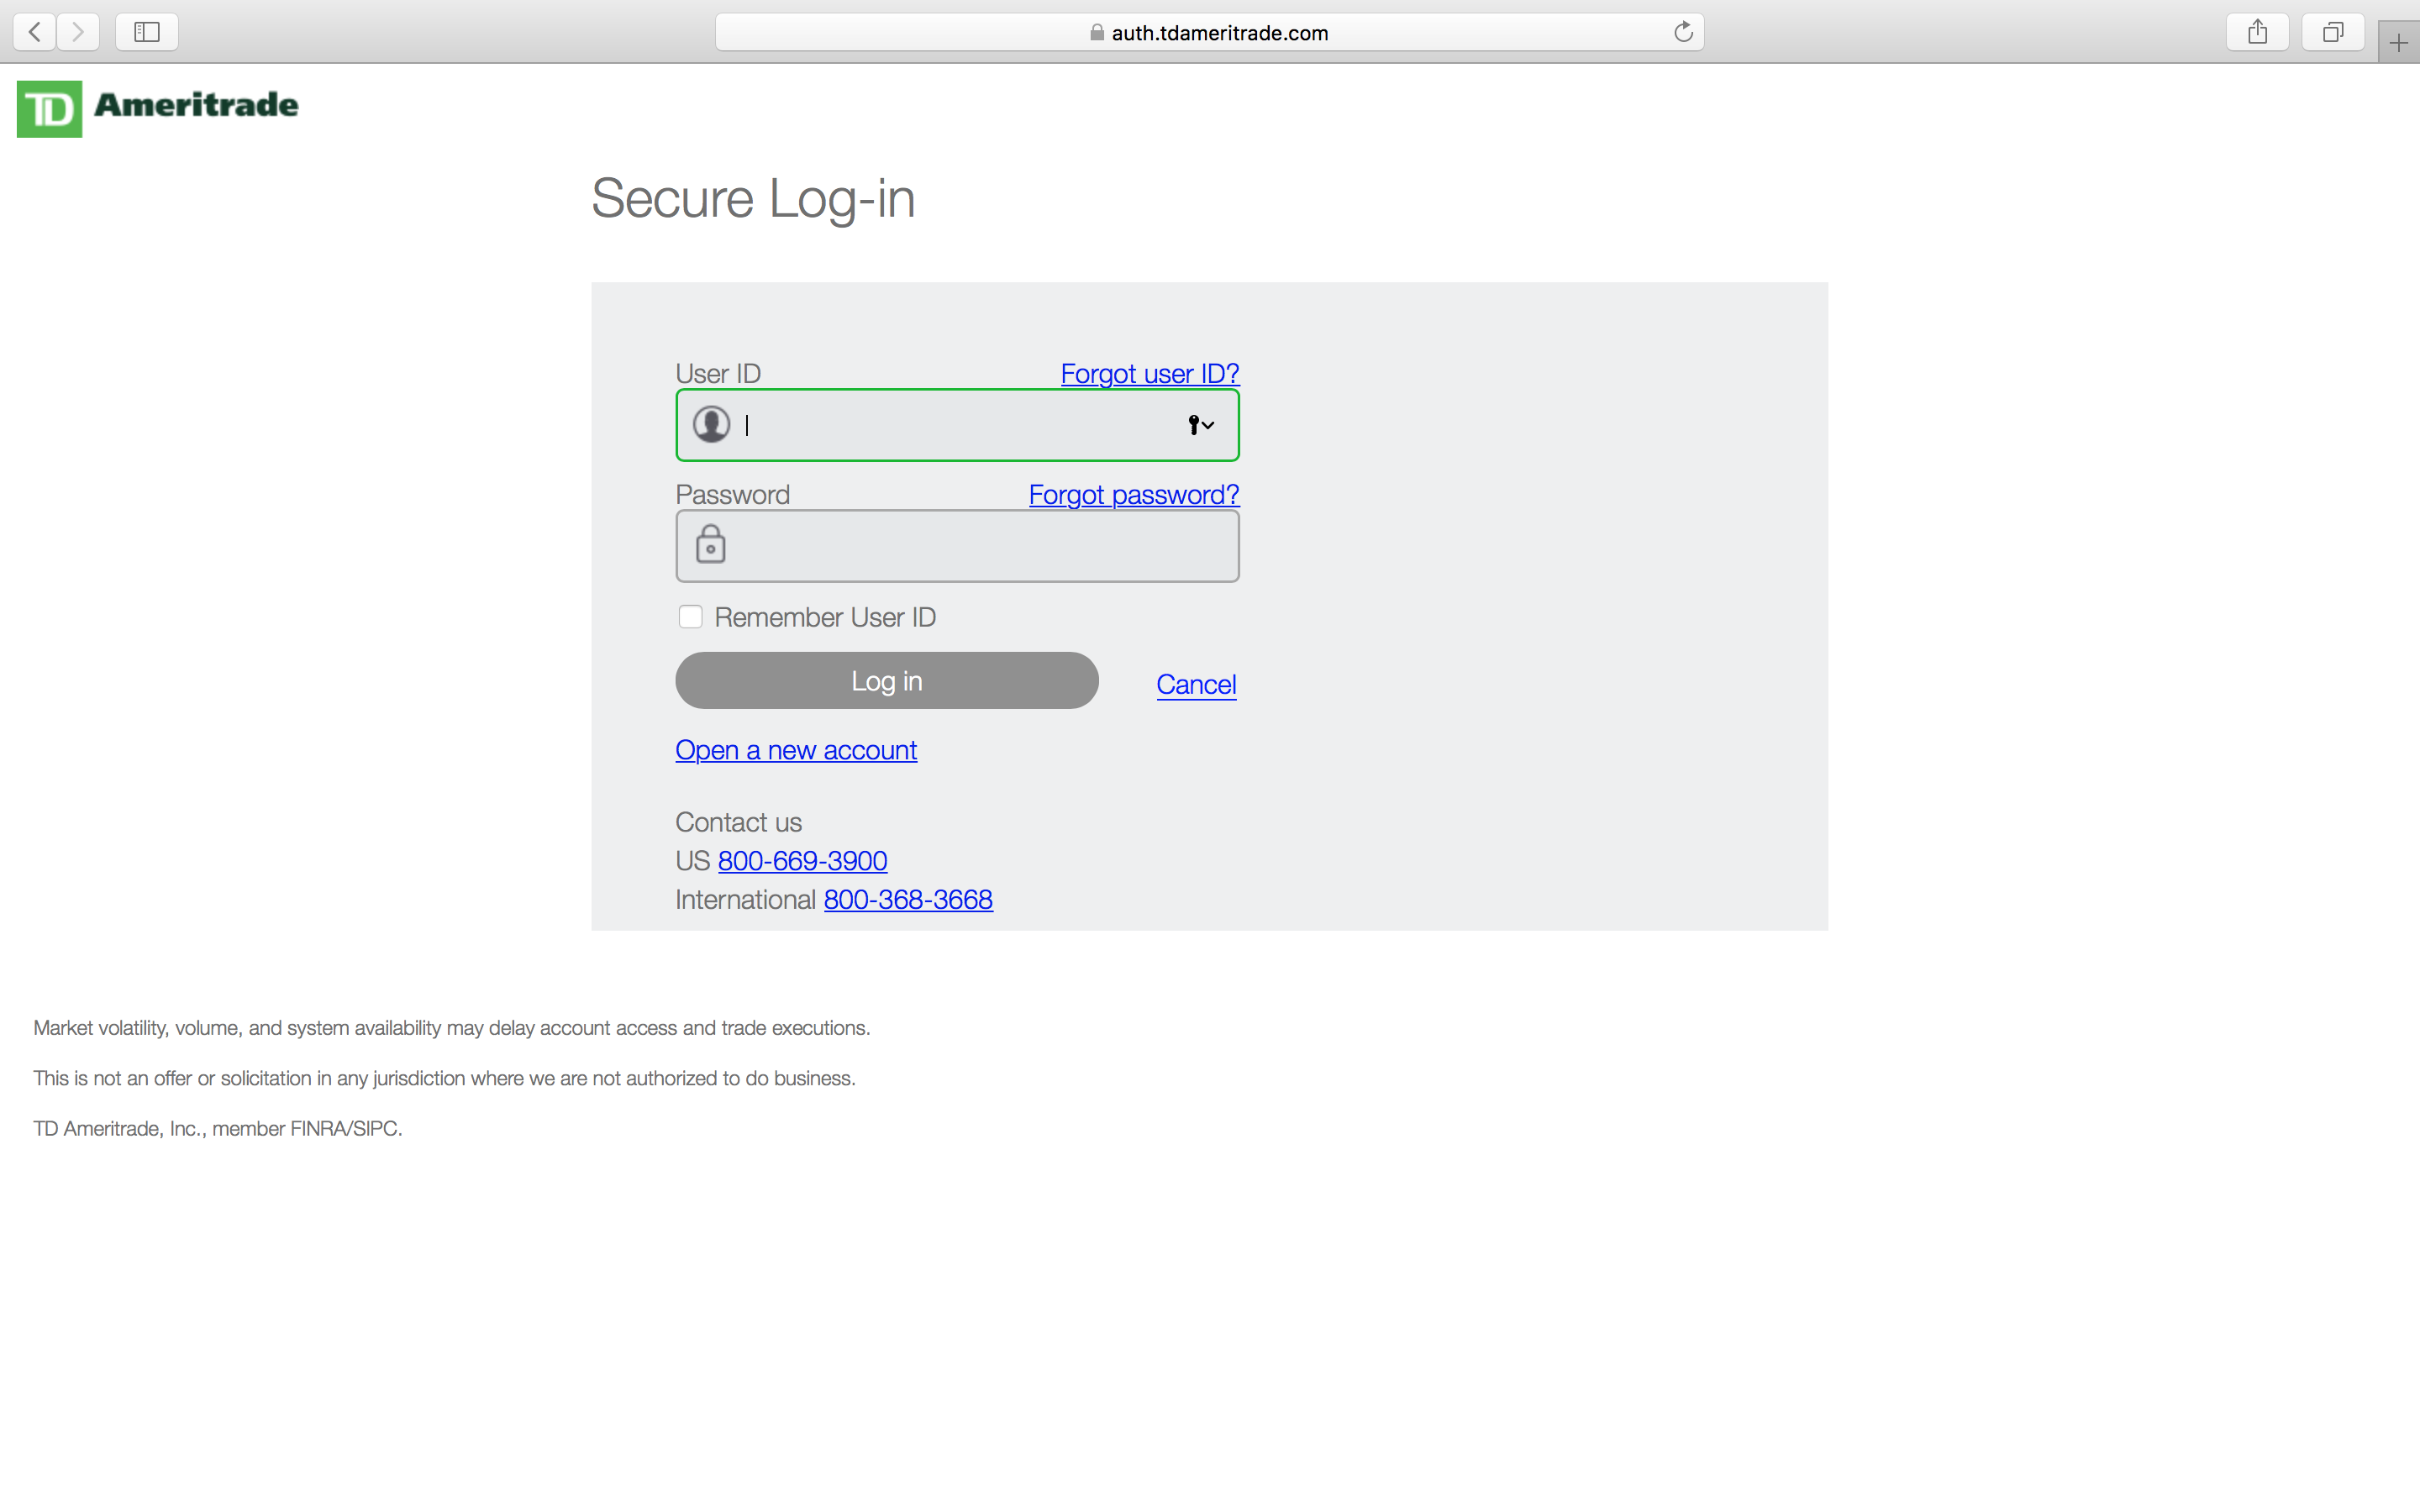 auth.tdameritrade.com
TD Ameritrade
Secure Log-in
User ID Forgot user ID?
Password Forgot password?
Remember User ID
Log in Cancel
Open a new account
Contact us
US 800-669-3900
International 800-368-3668
Market volatility, volume, and system availability may delay account access and trade executions.
This is not an offer or solicitation in any jurisdiction where we are not authorized to do business.
TD Ameritrade, Inc., member FINRA/SIPC.